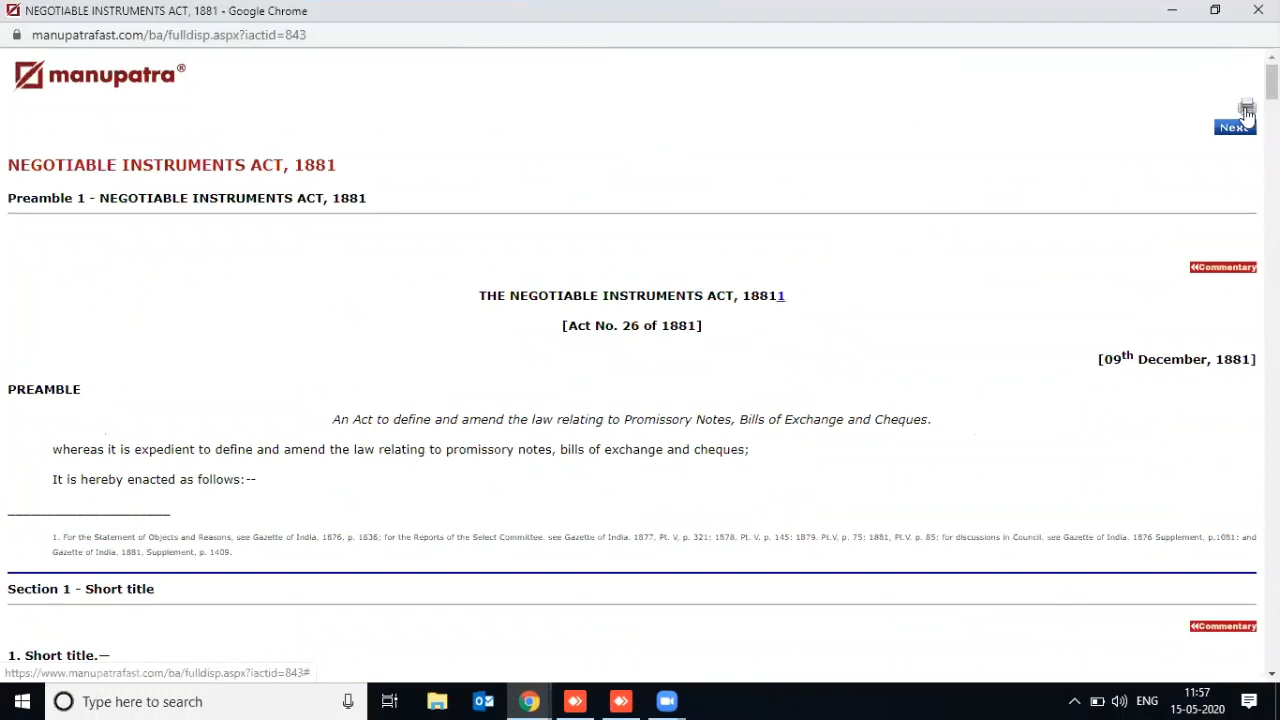 NEGOTIABLE INSTRUMENTS ACT, 1881 - Google Chrome
manupatrafast.com/ba/fulldisp.aspx?iactid=843
manupatra®
Next
NEGOTIABLE INSTRUMENTS ACT, 1881
Preamble 1 - NEGOTIABLE INSTRUMENTS ACT, 1881
Commentary
THE NEGOTIABLE INSTRUMENTS ACT, 18811
[Act No. 26 of 1881]
[09th December, 1881]
PREAMBLE
An Act to define and amend the law relating to Promissory Notes, Bills of Exchange and Cheques.
whereas it is expedient to define and amend the law relating to promissory notes, bills of exchange and cheques;
It is hereby enacted as follows:--
1. For the Statement of Objects and Reasons, see Gazette of India. 1876, p. 1836; for the Reports of the Select Committee. see Gazette of India. 1877, Pt. V, p. 321; 1578. Pt. V, p. 145; 1879. Pt.V, p. 75; 1881, Pt.V. p. 85; for discussions in Council, see Gazette of India. 1876 Supplement, p.1051; and
Gazette of India. 1881, Supplement, p. 1409.
Section 1 - Short title
Commentary
1. Short title.—
https://www.manupatrafast.com/ba/fulldisp.aspx?iactid=843#
Type here to search
ENG
11:57
15-05-2020